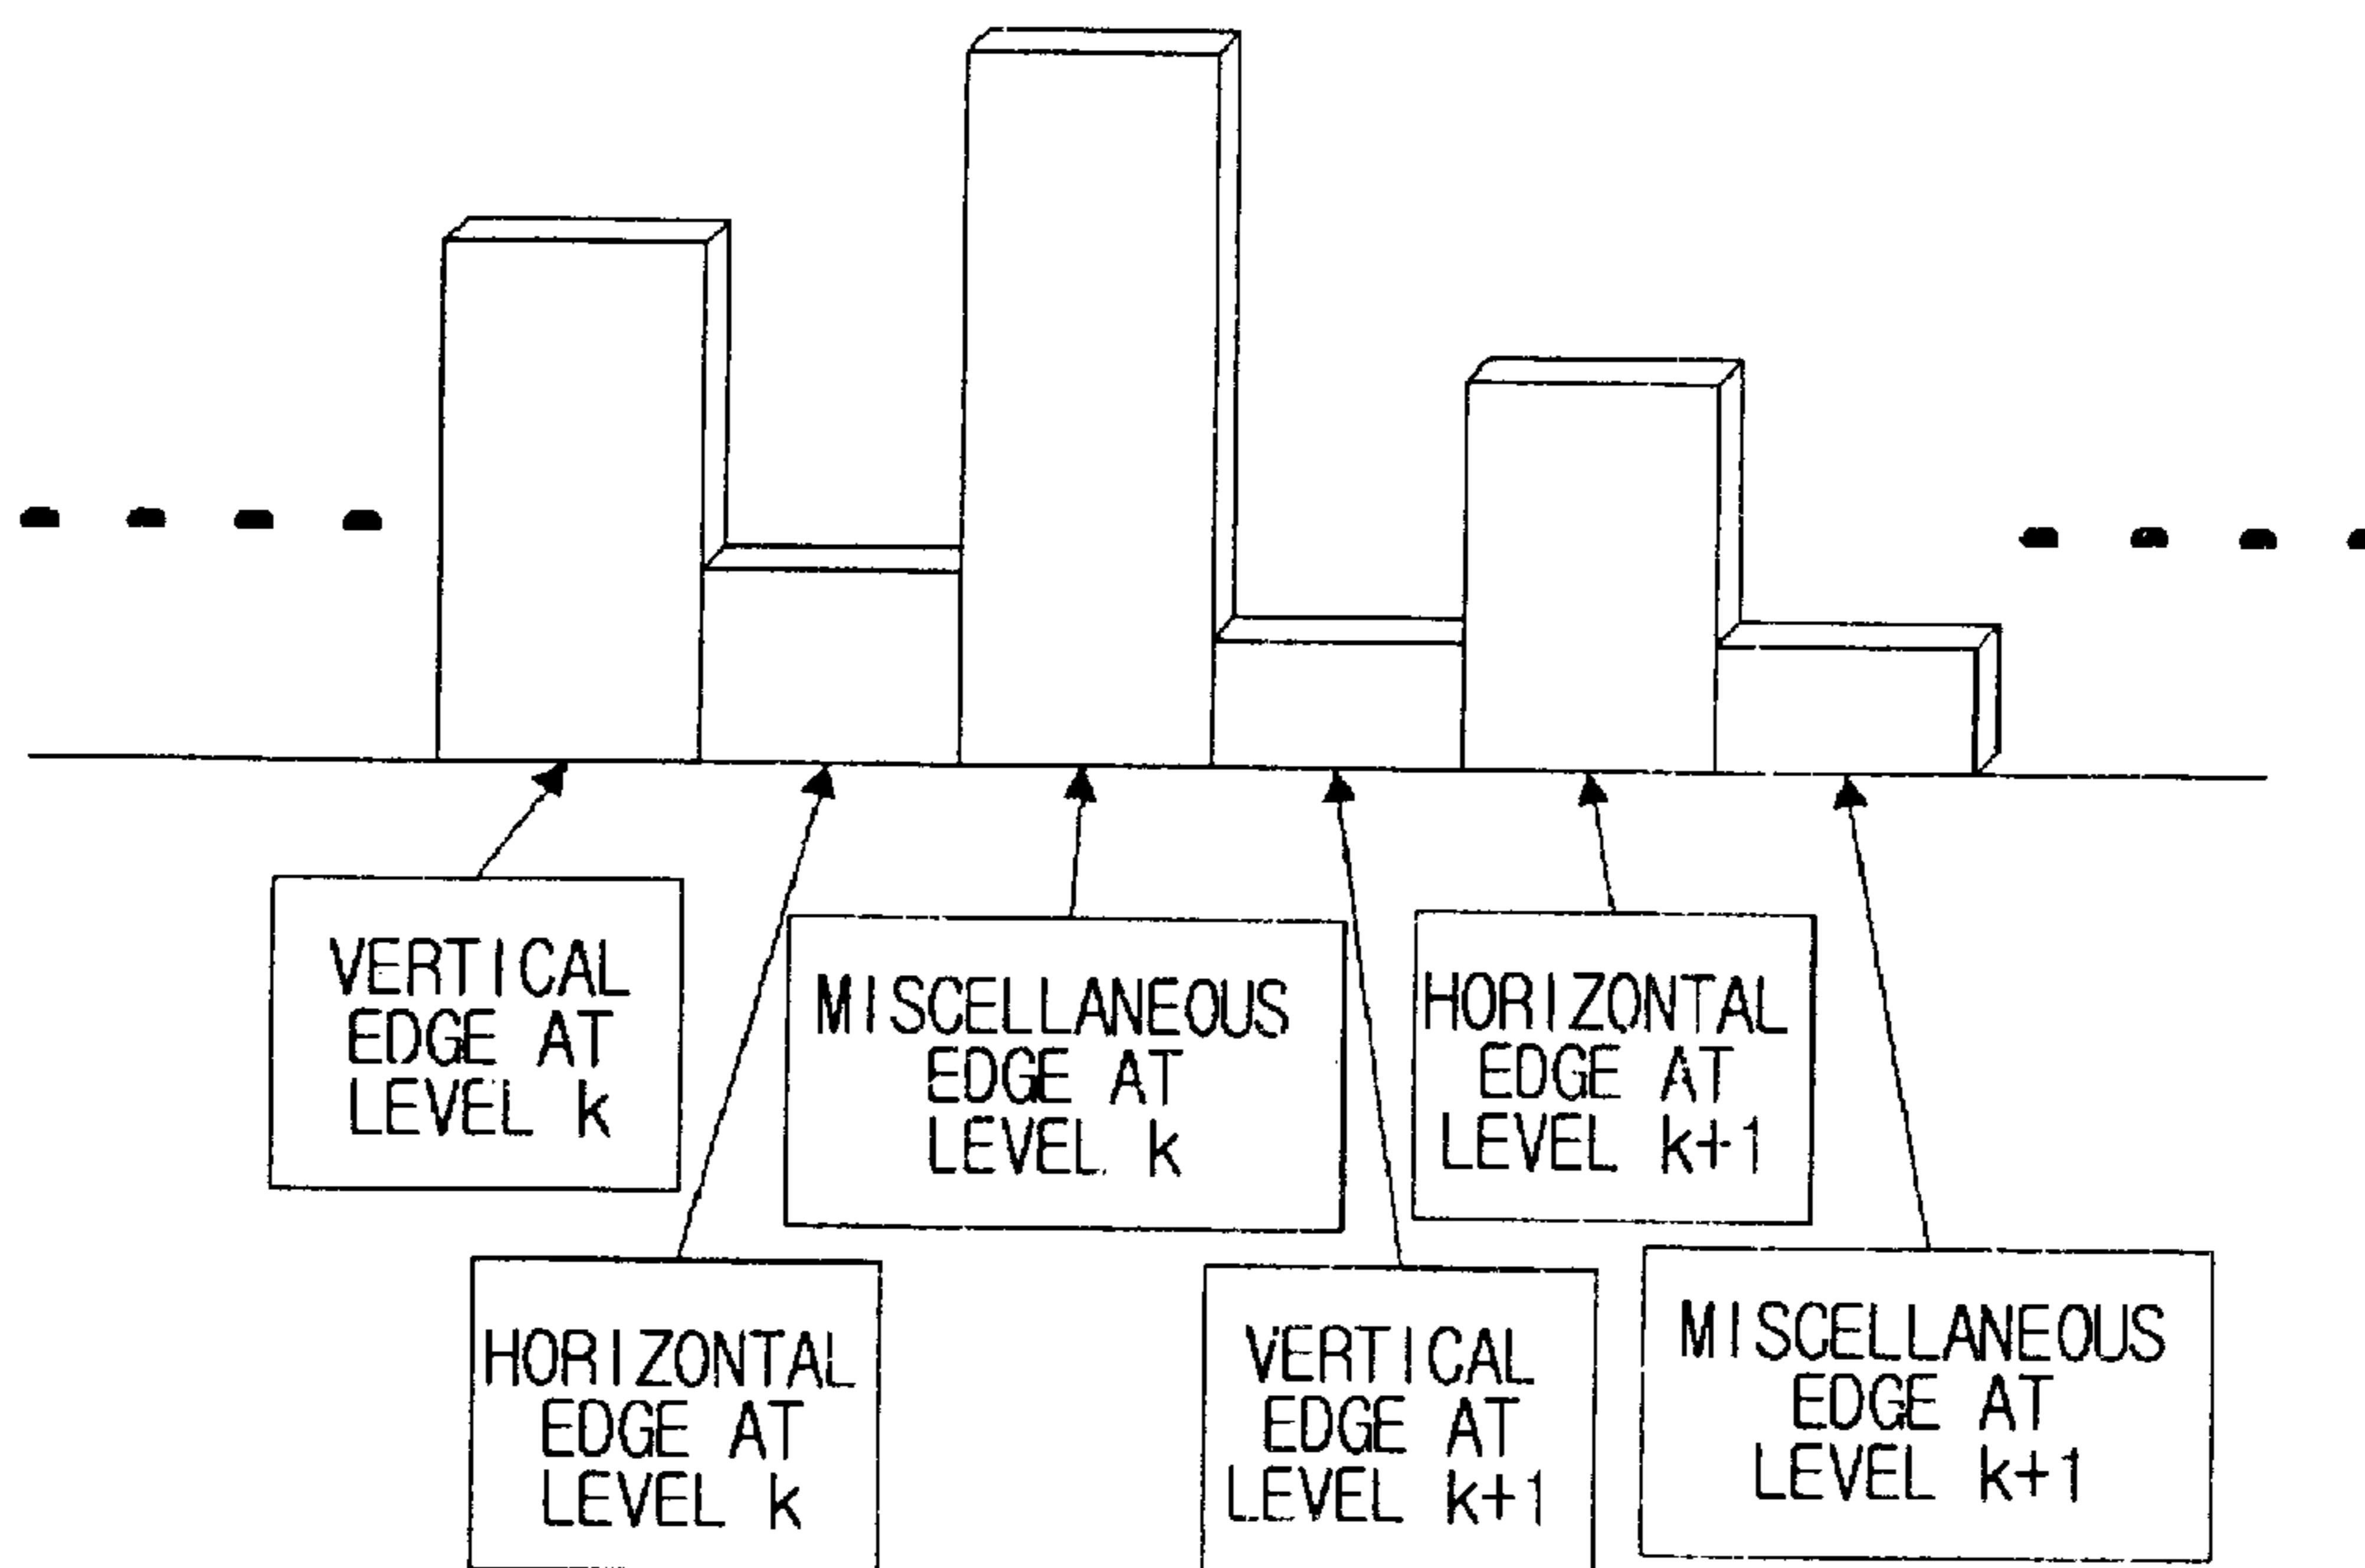 VERTICAL
EDGE AT
LEVEL k
MISCELLANEOUS
EDGE AT
LEVEL k
HORIZONTAL
EDGE AT
LEVEL k+1
HORIZONTAL
EDGE AT
LEVEL k
VERTICAL
EDGE AT
LEVEL k+1
MISCELLANEOUS
EDGE AT
LEVEL k+1